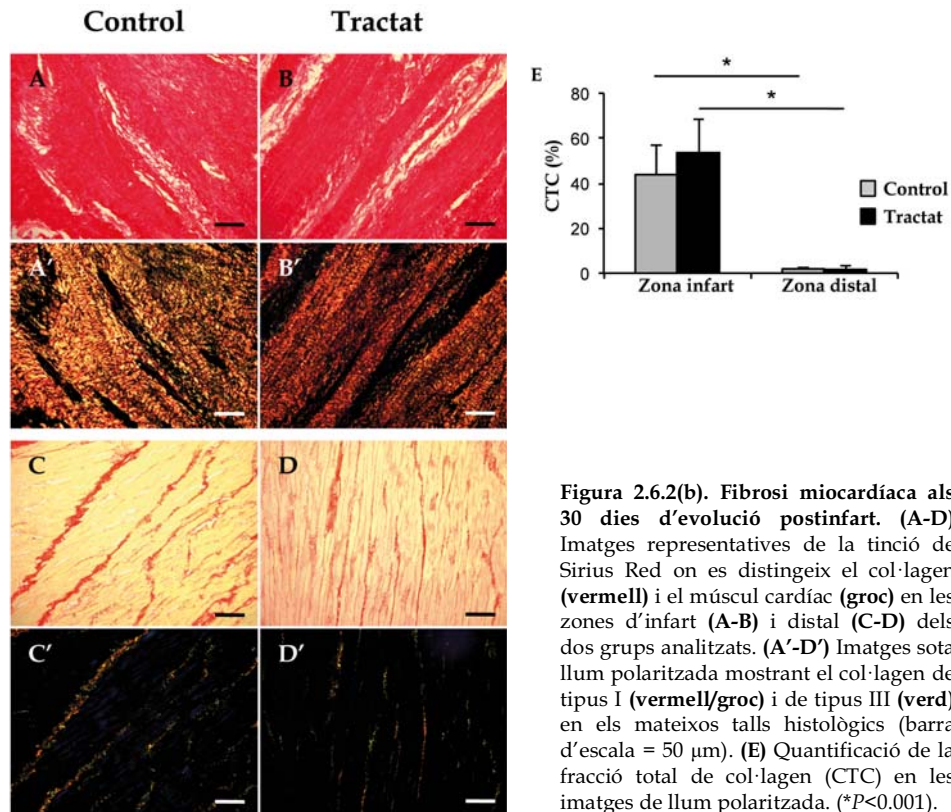 Control Tractat
A
B
A'
B'
C
D
C'
D'
E
*
*
80
60
40
20
0
CTC (%)
Zona infart Zona distal
Control
Tractat
Figura 2.6.2(b). Fibrosi miocardíaca als
30 dies d'evolució postinfart. (A-D)
Imatges representatives de la tinció de
Sirius Red on es distingeix el col·lagen
(vermell) i el múscul cardíac (groc) en les
zones d'infart (A-B) i distal (C-D) dels
dos grups analitzats. (A'-D') Imatges sota
llum polaritzada mostrant el col·lagen de
tipus I (vermell/groc) i de tipus III (verd)
en els mateixos talls histològics (barra
d'escala = 50 µm). (E) Quantificació de la
fracció total de col·lagen (CTC) en les
imatges de llum polaritzada. (*P<0.001).